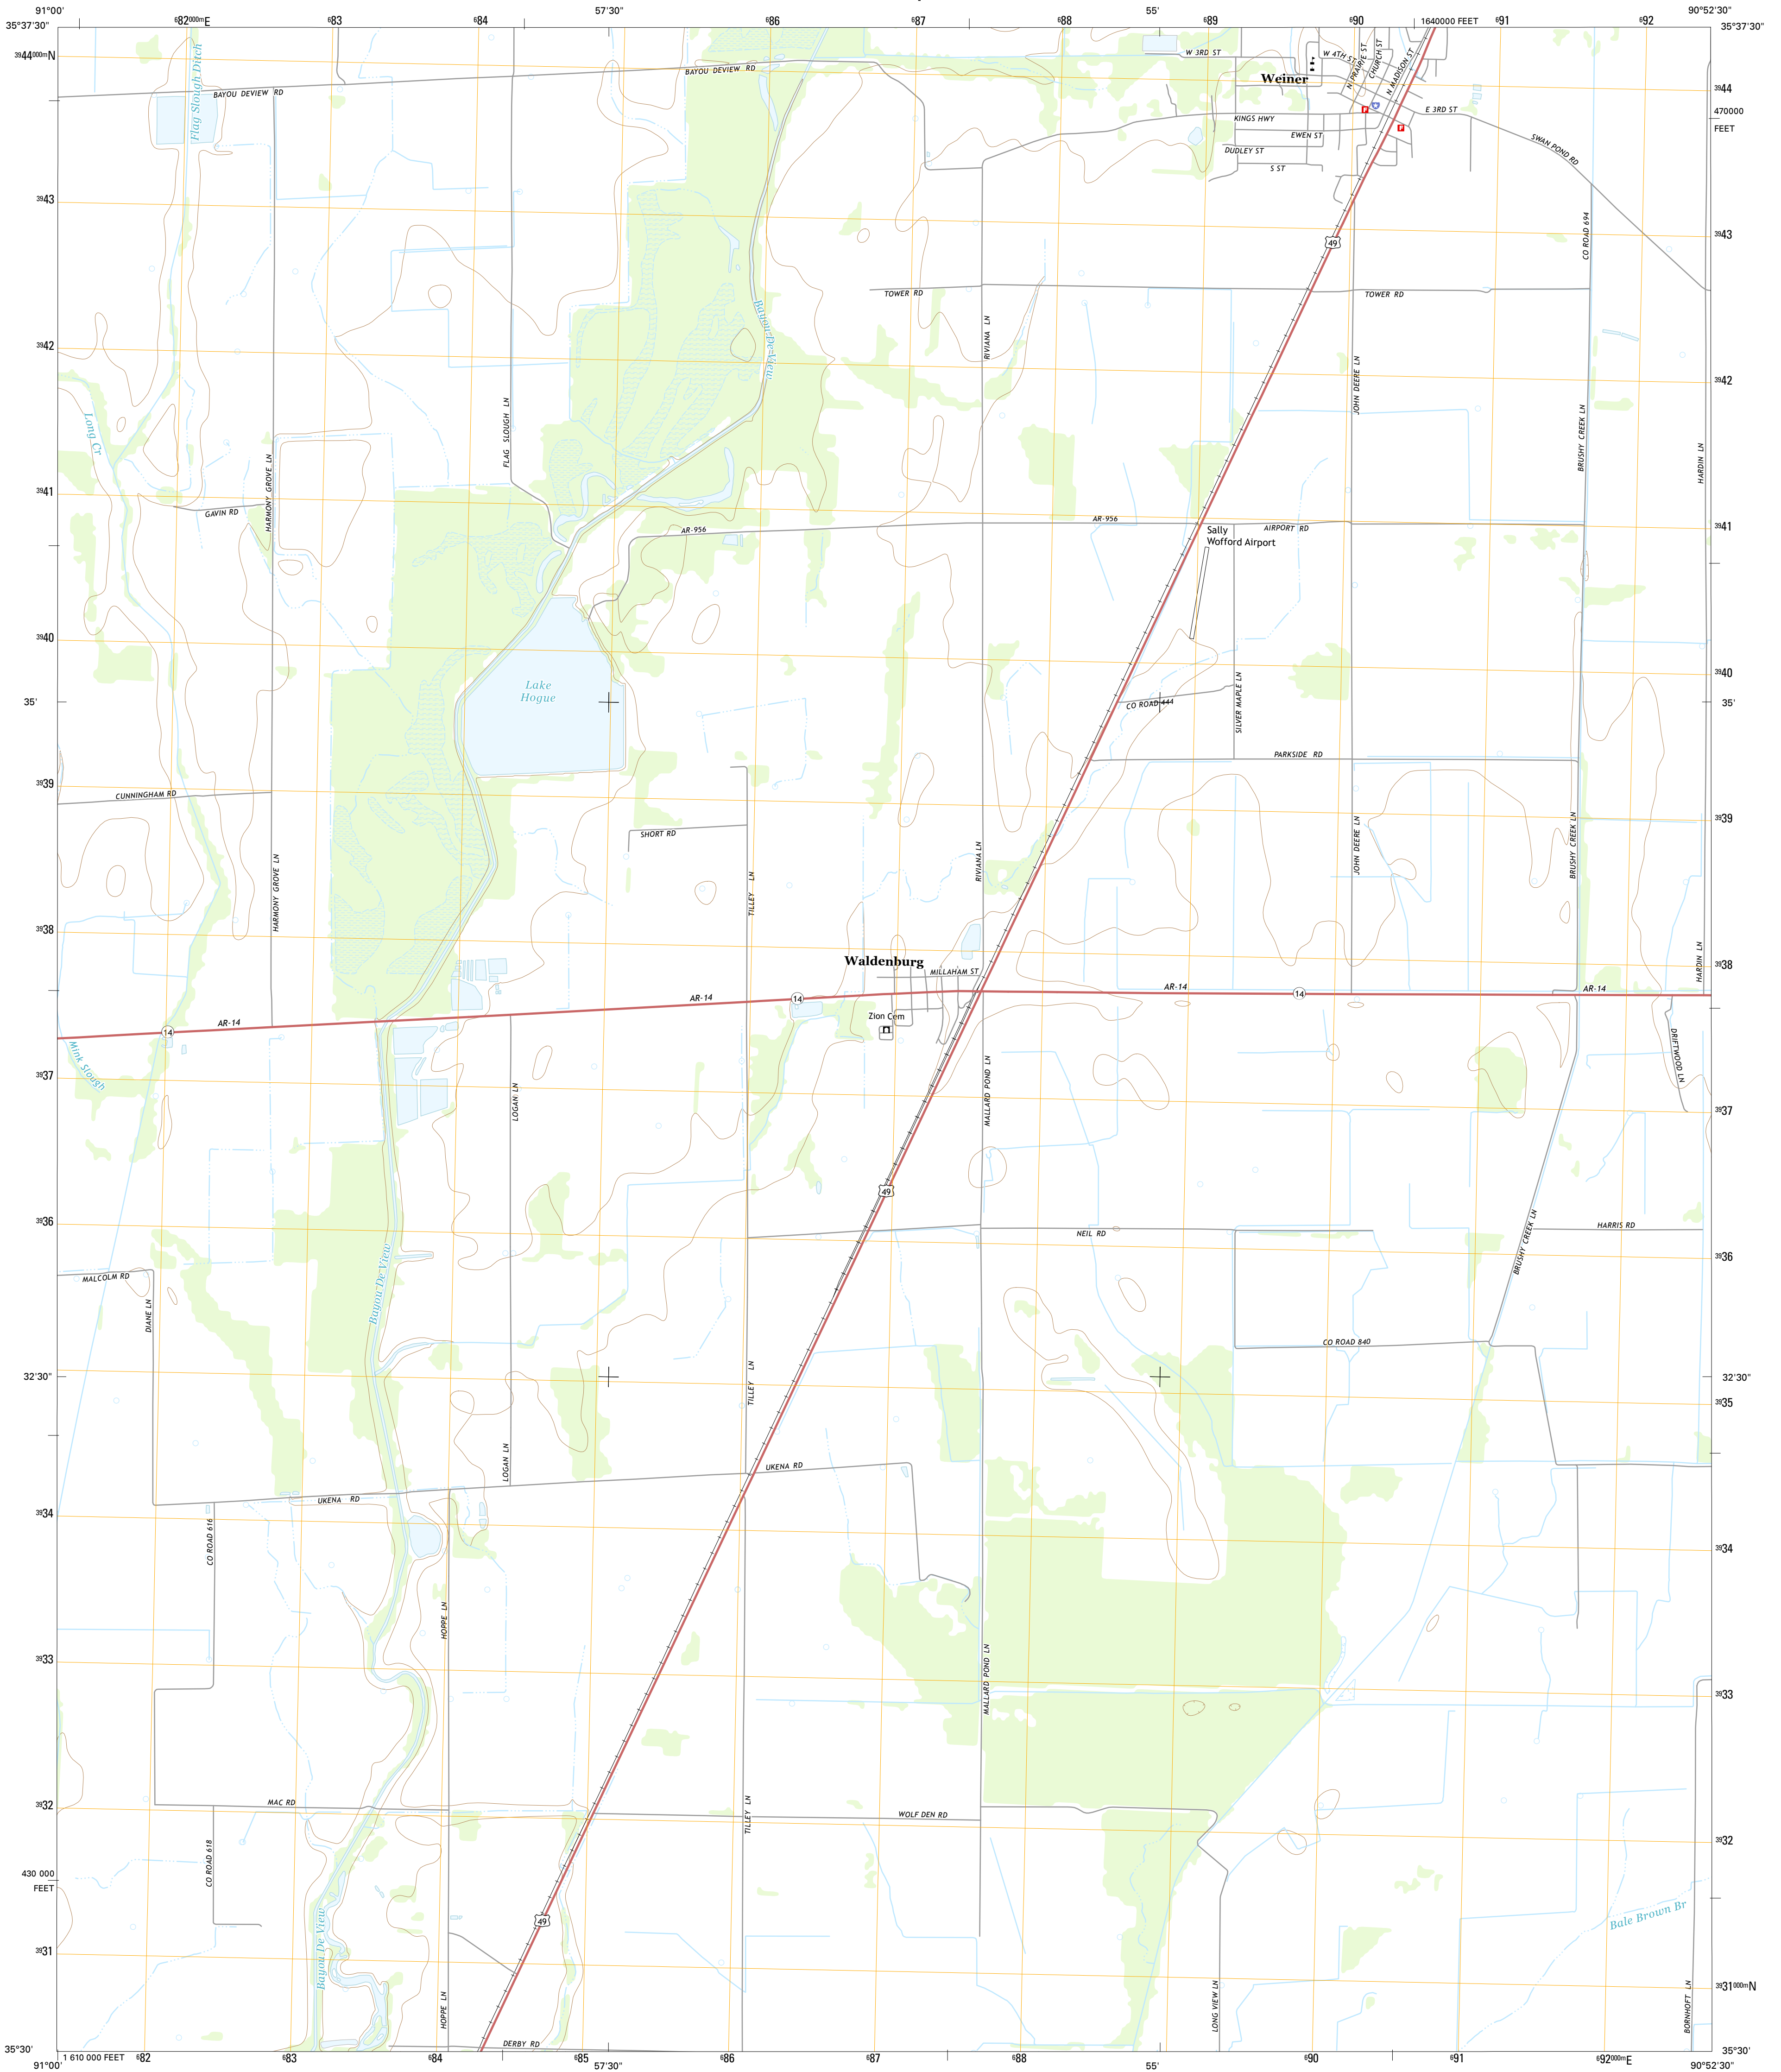 91°00'
⁶82⁰⁰⁰ᵐE
⁶83
⁶84
57'30"
⁶86
⁶87
⁶88
55'
⁶89
⁶90
1640000 FEET
⁶91
⁶92
90°52'30"
35°37'30"
35°37'30"
³⁹44⁰⁰⁰ᵐN
Flag Slough Ditch
BAYOU DEVIEW RD
BAYOU DEVIEW RD
W 3RD ST
W 4TH ST
N PRAIRIE ST
CHURCH ST
N MADISON ST
Weiner
³⁹44
E 3RD ST
470000
FEET
KINGS HWY
EWEN ST
DUDLEY ST
S ST
SWAN POND RD
³⁹43
CO ROAD 694
³⁹43
49
TOWER RD
TOWER RD
Bayou De View
RIVIANA LN
³⁹42
³⁹42
JOHN DEERE LN
Long Cr
FLAG SLOUGH LN
BRUSHY CREEK LN
HARDIN LN
HARMONY GROVE LN
³⁹41
GAVIN RD
AR-956
AR-956
AIRPORT RD
³⁹41
Sally
Wofford Airport
³⁹40
³⁹40
Lake
Hogue
35'
35'
CO ROAD 444
SILVER MAPLE LN
PARKSIDE RD
³⁹39
CUNNINGHAM RD
³⁹39
SHORT RD
HARMONY GROVE LN
TILLEY LN
RIVIANA LN
JOHN DEERE LN
BRUSHY CREEK LN
³⁹38
Waldenburg
MILLAHAM ST
³⁹38
HARDIN LN
AR-14
14
AR-14
14
AR-14
14
AR-14
Zion Cem
Mink Slough
DRIFTWOOD LN
³⁹37
LOGAN LN
MALLARD POND LN
³⁹37
49
³⁹36
NEIL RD
HARRIS RD
³⁹36
BRUSHY CREEK LN
MALCOLM RD
DIANE LN
Bayou De View
CO ROAD 840
32'30"
TILLEY LN
32'30"
³⁹35
LOGAN LN
UKENA RD
UKENA RD
³⁹34
CO ROAD 616
³⁹34
HOPPE LN
MALLARD POND LN
³⁹33
³⁹33
³⁹32
MAC RD
TILLEY LN
WOLF DEN RD
³⁹32
CO ROAD 618
430 000
FEET
49
Bayou De View
Bale Brown Br
³⁹31
³⁹31⁰⁰⁰ᵐN
HOPPE LN
LONG VIEW LN
BORNHOFT LN
DERBY RD
35°30'
35°30'
91°00'
1 610 000 FEET
⁶82
⁶83
⁶84
⁶85
57'30"
⁶86
⁶87
⁶88
55'
⁶90
⁶91
⁶92⁰⁰⁰ᵐE
90°52'30"